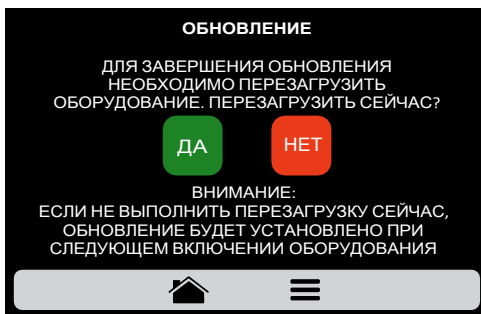 ОБНОВЛЕНИЕ
ДЛЯ ЗАВЕРШЕНИЯ ОБНОВЛЕНИЯ
НЕОБХОДИМО ПЕРЕЗАГРУЗИТЬ
ОБОРУДОВАНИЕ. ПЕРЕЗАГРУЗИТЬ СЕЙЧАС?
ДА НЕТ
ВНИМАНИЕ:
ЕСЛИ НЕ ВЫПОЛНИТЬ ПЕРЕЗАГРУЗКУ СЕЙЧАС,
ОБНОВЛЕНИЕ БУДЕТ УСТАНОВЛЕНО ПРИ
СЛЕДУЮЩЕМ ВКЛЮЧЕНИИ ОБОРУДОВАНИЯ